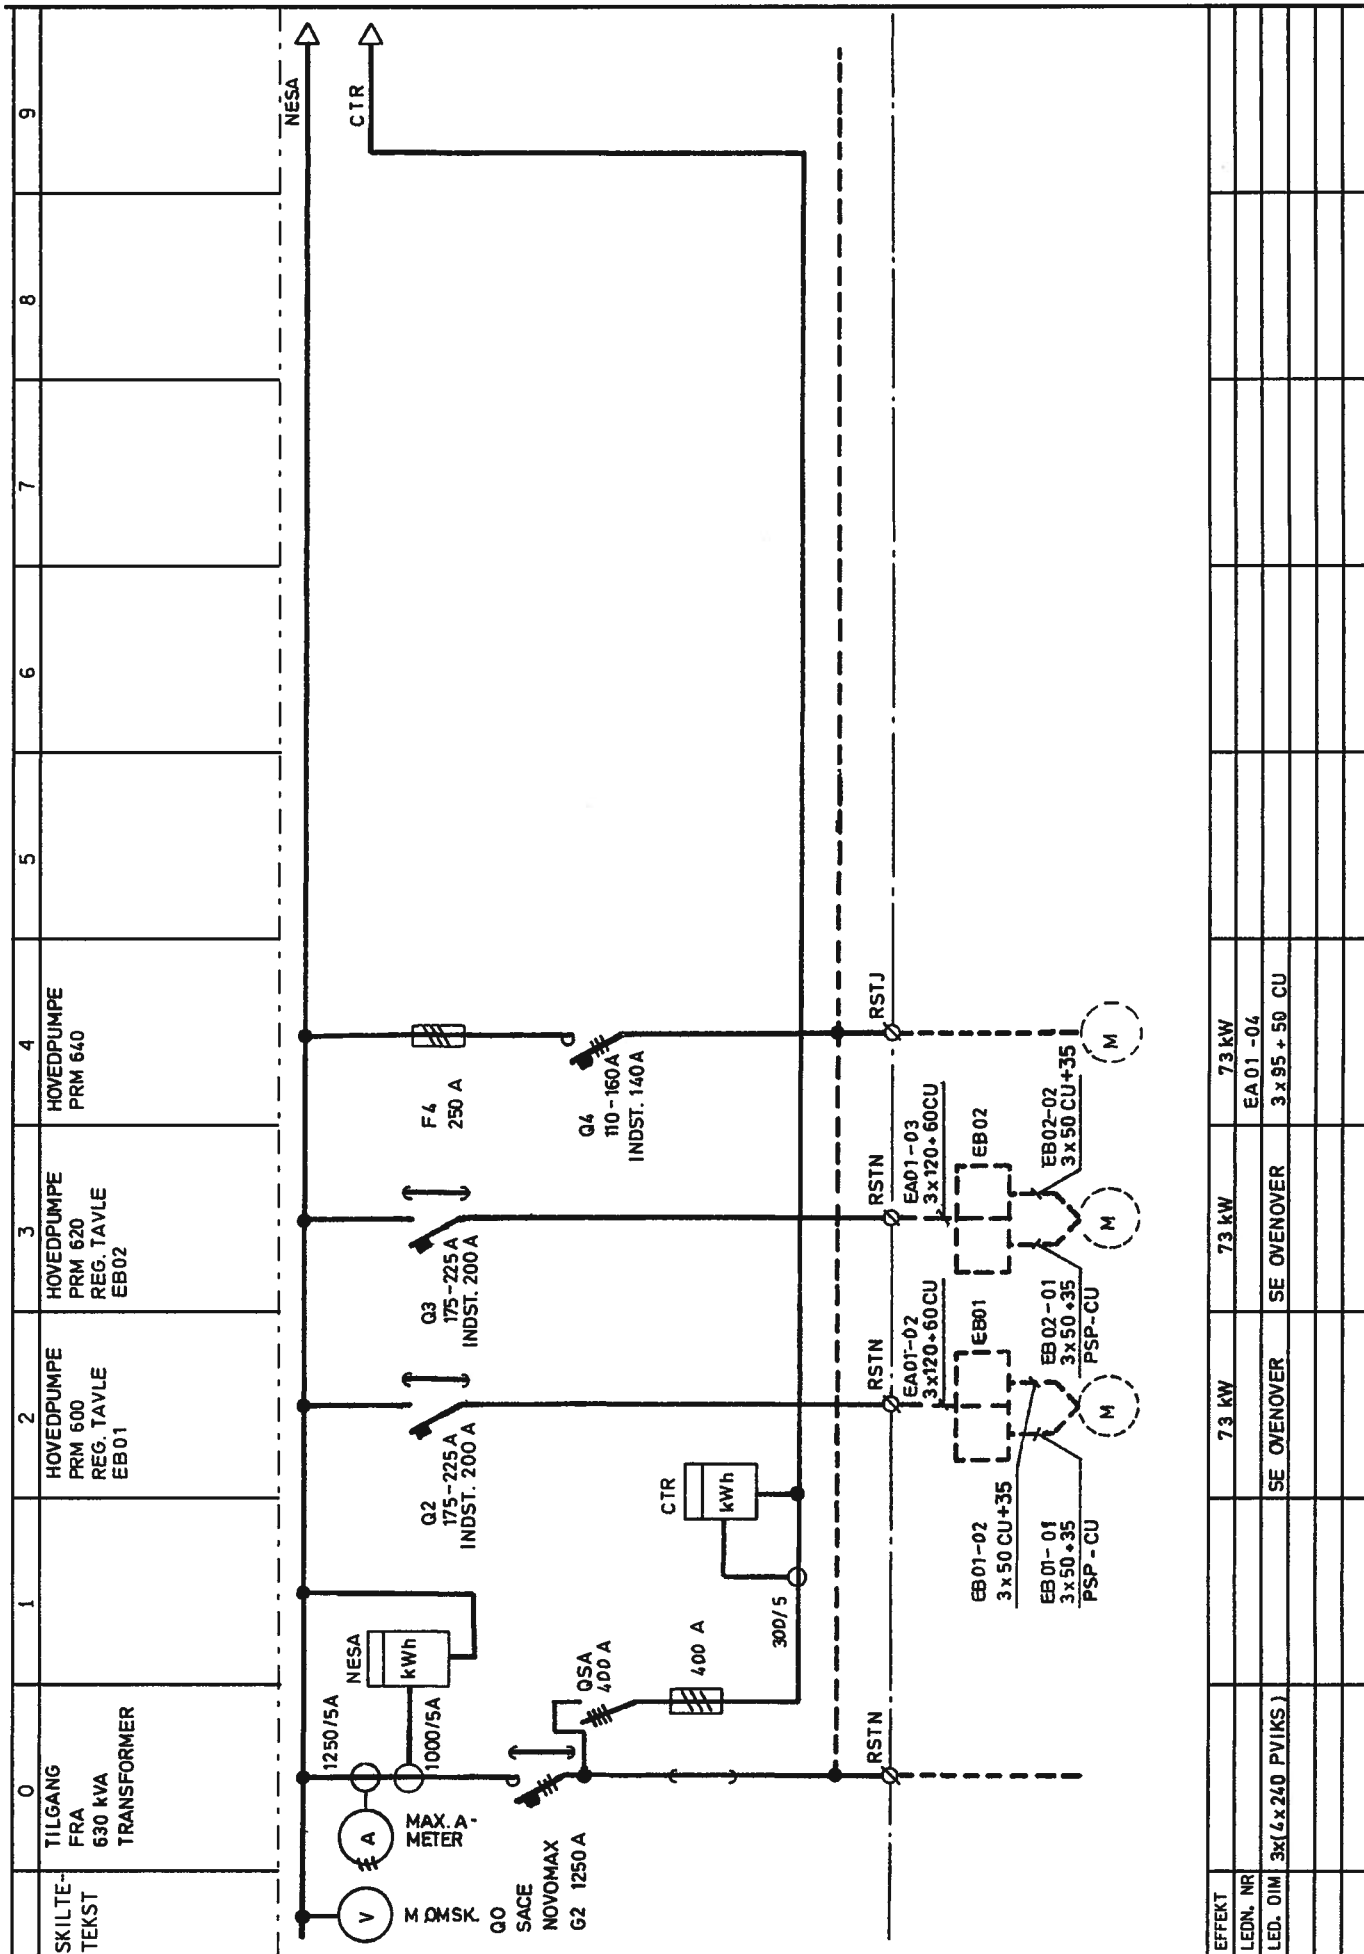 SKILTE-
TEKST
0
TILGANG
FRA
630 kVA
TRANSFORMER
1
2
HOVEDPUMPE
PRM 600
REG. TAVLE
EB01
3
HOVEDPUMPE
PRM 620
REG. TAVLE
EB02
4
HOVEDPUMPE
PRM 640
5
6
7
8
9
NESA
CTR
V
M.OMSK.
A
MAX. A-
METER
1250/5A
1000/5A
NESA
kWh
Q0
SACE
NOVOMAX
G2 1250 A
QSA
400 A
400 A
300/5
CTR
kWh
Q2
175-225 A
INDST. 200 A
Q3
175-225 A
INDST. 200 A
F4
250 A
Q4
110-160A
INDST. 140A
RSTN
RSTN
RSTN
RSTJ
EA01-02
3x120+60CU
EA01-03
3x120+60CU
EB01
EB02
EB01-02
3x50 CU+35
EB01-01
3x50+35
PSP-CU
M
EB02-01
3x50+35
PSP-CU
EB02-02
3x50 CU+35
M
M
EFFEKT
73 kW
73 kW
73 kW
LEDN. NR
EA 01-04
LED. DIM
3x(4x240 PVIKS)
SE OVENOVER
SE OVENOVER
3 x 95 + 50 CU